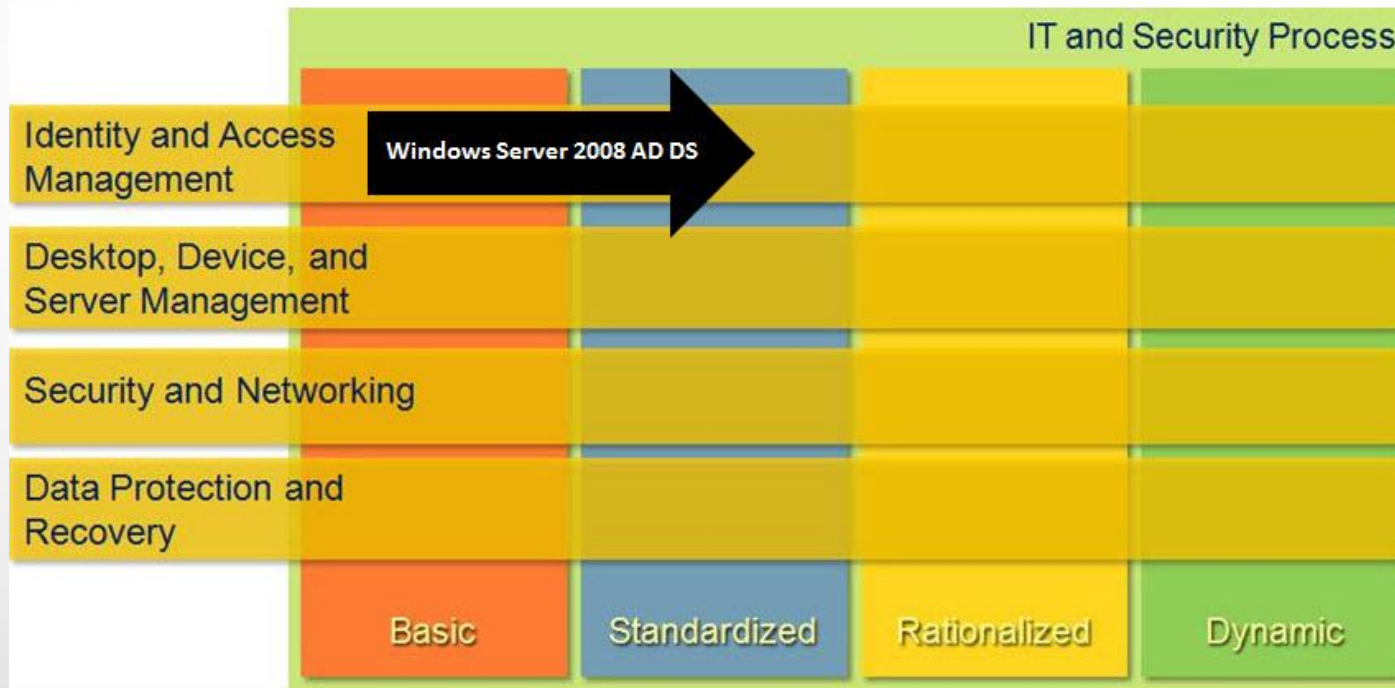 IT and Security Process
Identity and Access
Management
Windows Server 2008 AD DS
Desktop, Device, and
Server Management
Security and Networking
Data Protection and
Recovery
Basic
Standardized
Rationalized
Dynamic